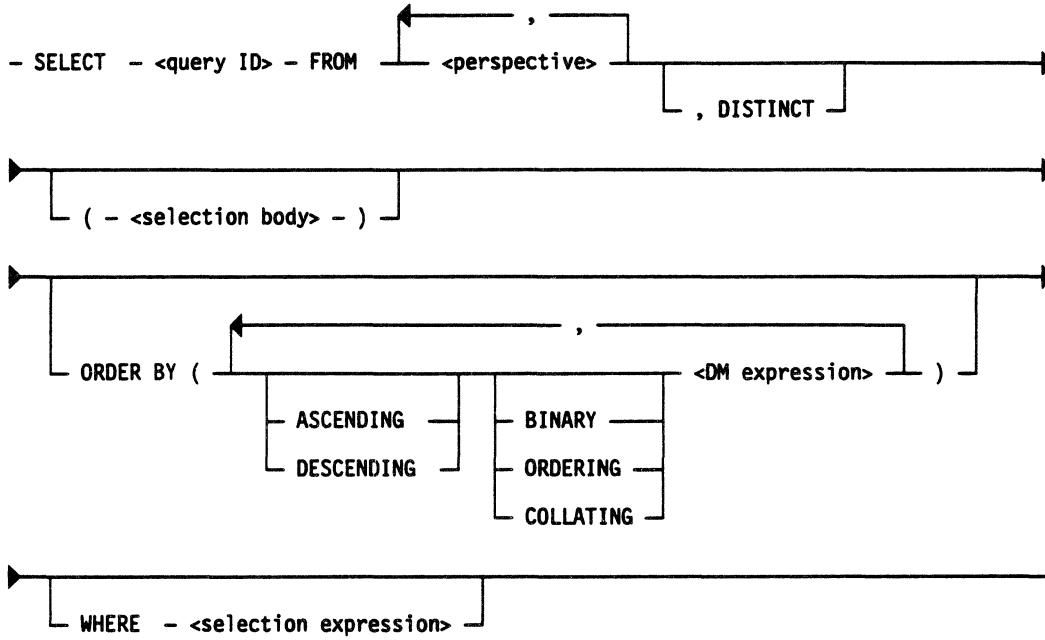 ,
– SELECT – <query ID> – FROM <perspective>
, DISTINCT
( – <selection body> – )
,
ORDER BY ( <DM expression> )
ASCENDING BINARY
DESCENDING ORDERING
COLLATING
WHERE – <selection expression>